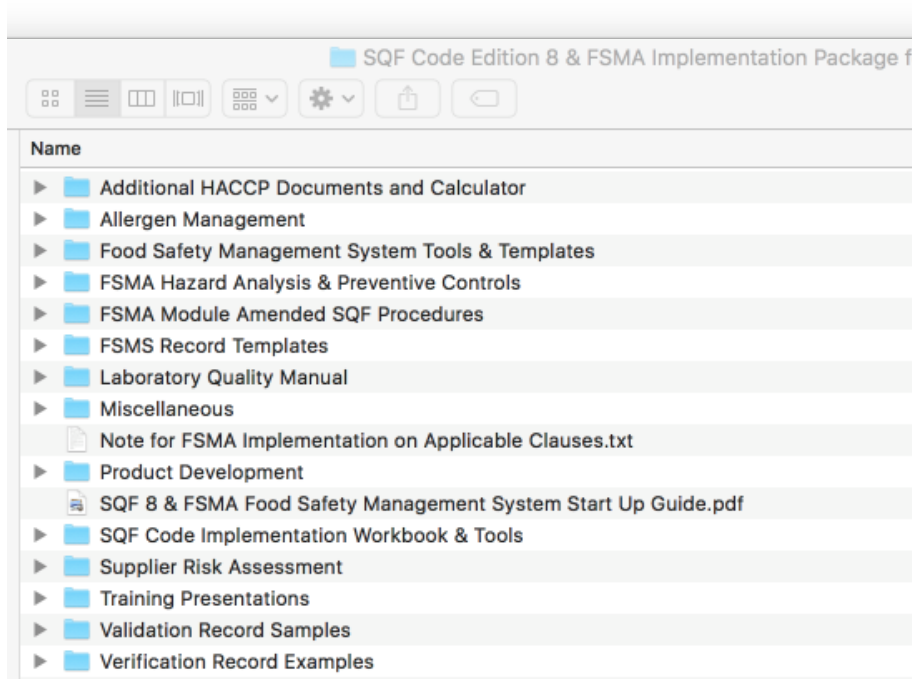 SQF Code Edition 8 & FSMA Implementation Package f
Name
Additional HACCP Documents and Calculator
Allergen Management
Food Safety Management System Tools & Templates
FSMA Hazard Analysis & Preventive Controls
FSMA Module Amended SQF Procedures
FSMS Record Templates
Laboratory Quality Manual
Miscellaneous
Note for FSMA Implementation on Applicable Clauses.txt
Product Development
SQF 8 & FSMA Food Safety Management System Start Up Guide.pdf
SQF Code Implementation Workbook & Tools
Supplier Risk Assessment
Training Presentations
Validation Record Samples
Verification Record Examples